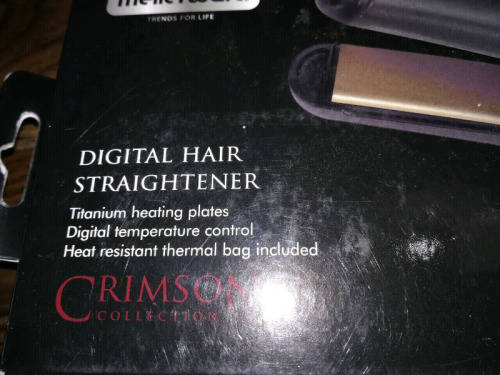 TRENDS FOR LIFE
DIGITAL HAIR
STRAIGHTENER
Titanium heating plates
Digital temperature control
Heat resistant thermal bag included
CRIMSON
COLLECTION